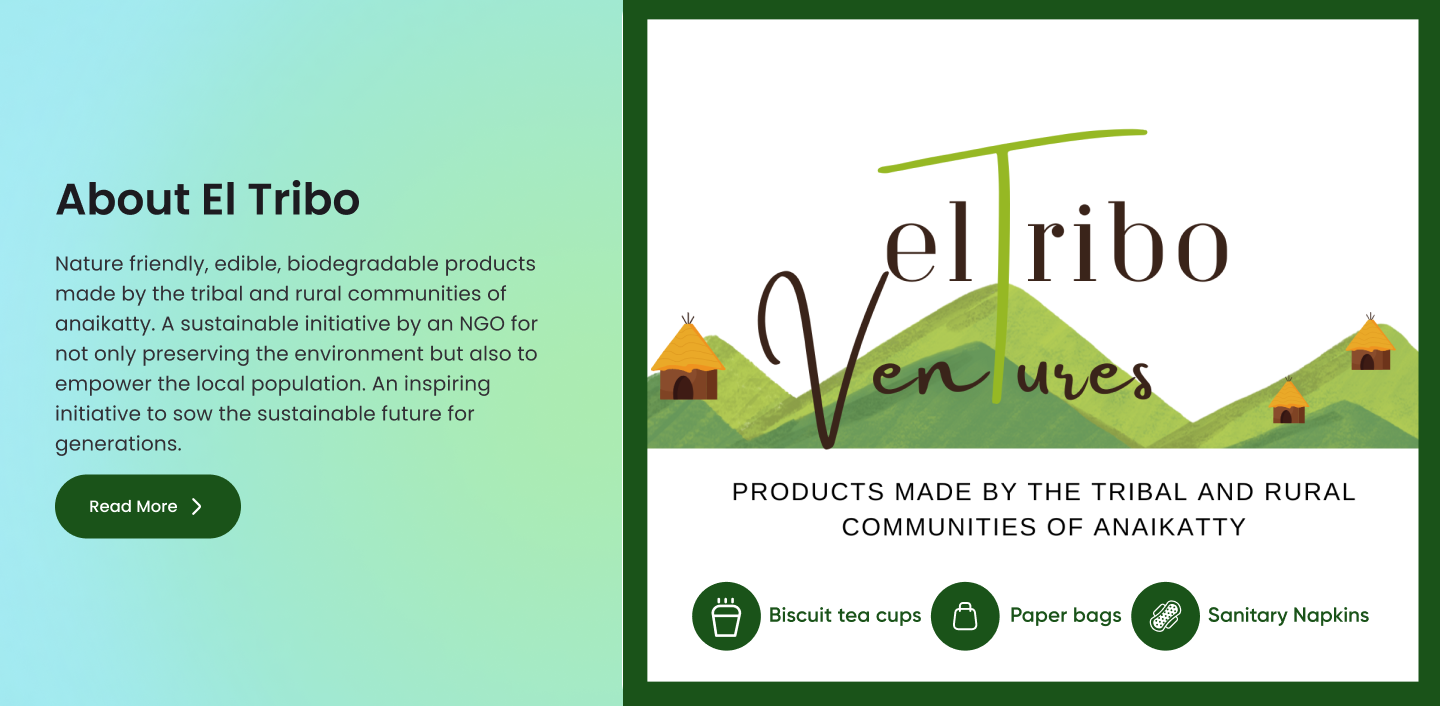 About El Tribo
Nature friendly, edible, biodegradable products
made by the tribal and rural communities of
anaikatty. A sustainable initiative by an NGO for
not only preserving the environment but also to
empower the local population. An inspiring
initiative to sow the sustainable future for
generations.
Read More
elTribo
VenTures
PRODUCTS MADE BY THE TRIBAL AND RURAL
COMMUNITIES OF ANAIKATTY
Biscuit tea cups
Paper bags
Sanitary Napkins